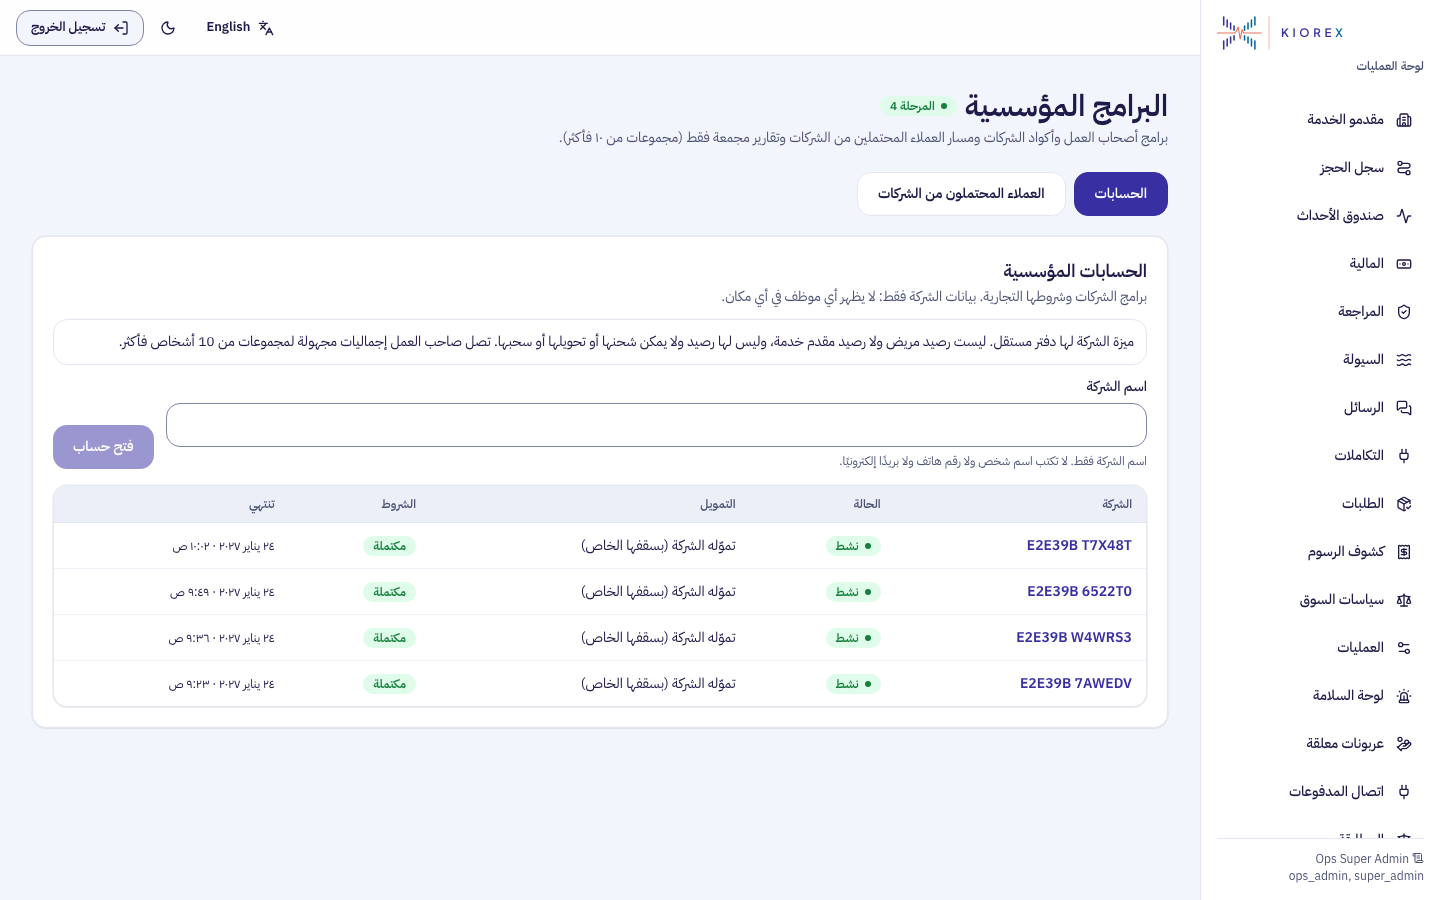 KIOREX
لوحة العمليات
مقدمو الخدمة
سجل الحجز
صندوق الأحداث
المالية
المراجعة
السيولة
الرسائل
التكاملات
الطلبات
كشوف الرسوم
سياسات السوق
العمليات
لوحة السلامة
عربونات معلقة
اتصال المدفوعات
Ops Super Admin
ops_admin, super_admin
English
تسجيل الخروج
البرامج المؤسسية
المرحلة 4
برامج أصحاب العمل وأكواد الشركات ومسار العملاء المحتملين من الشركات وتقارير مجمعة فقط (مجموعات من ١٠ فأكثر).
الحسابات
العملاء المحتملون من الشركات
الحسابات المؤسسية
برامج الشركات وشروطها التجارية. بيانات الشركة فقط: لا يظهر أي موظف في أي مكان.
ميزة الشركة لها دفتر مستقل. ليست رصيد مريض ولا رصيد مقدم خدمة، وليس لها رصيد ولا يمكن شحنها أو تحويلها أو سحبها. تصل صاحب العمل إجماليات مجهولة لمجموعات من 10 أشخاص فأكثر.
اسم الشركة
فتح حساب
اسم الشركة فقط. لا تكتب اسم شخص ولا رقم هاتف ولا بريدًا إلكترونيًا.
الشركة الحالة التمويل الشروط تنتهي
E2E39B T7X48T نشط تموّله الشركة (بسقفها الخاص) مكتملة ٢٤ يناير ٢٠٢٧ · ١٠:٠٢ ص
E2E39B 6522T0 نشط تموّله الشركة (بسقفها الخاص) مكتملة ٢٤ يناير ٢٠٢٧ · ٩:٤٩ ص
E2E39B W4WRS3 نشط تموّله الشركة (بسقفها الخاص) مكتملة ٢٤ يناير ٢٠٢٧ · ٩:٣٦ ص
E2E39B 7AWEDV نشط تموّله الشركة (بسقفها الخاص) مكتملة ٢٤ يناير ٢٠٢٧ · ٩:٢٣ ص